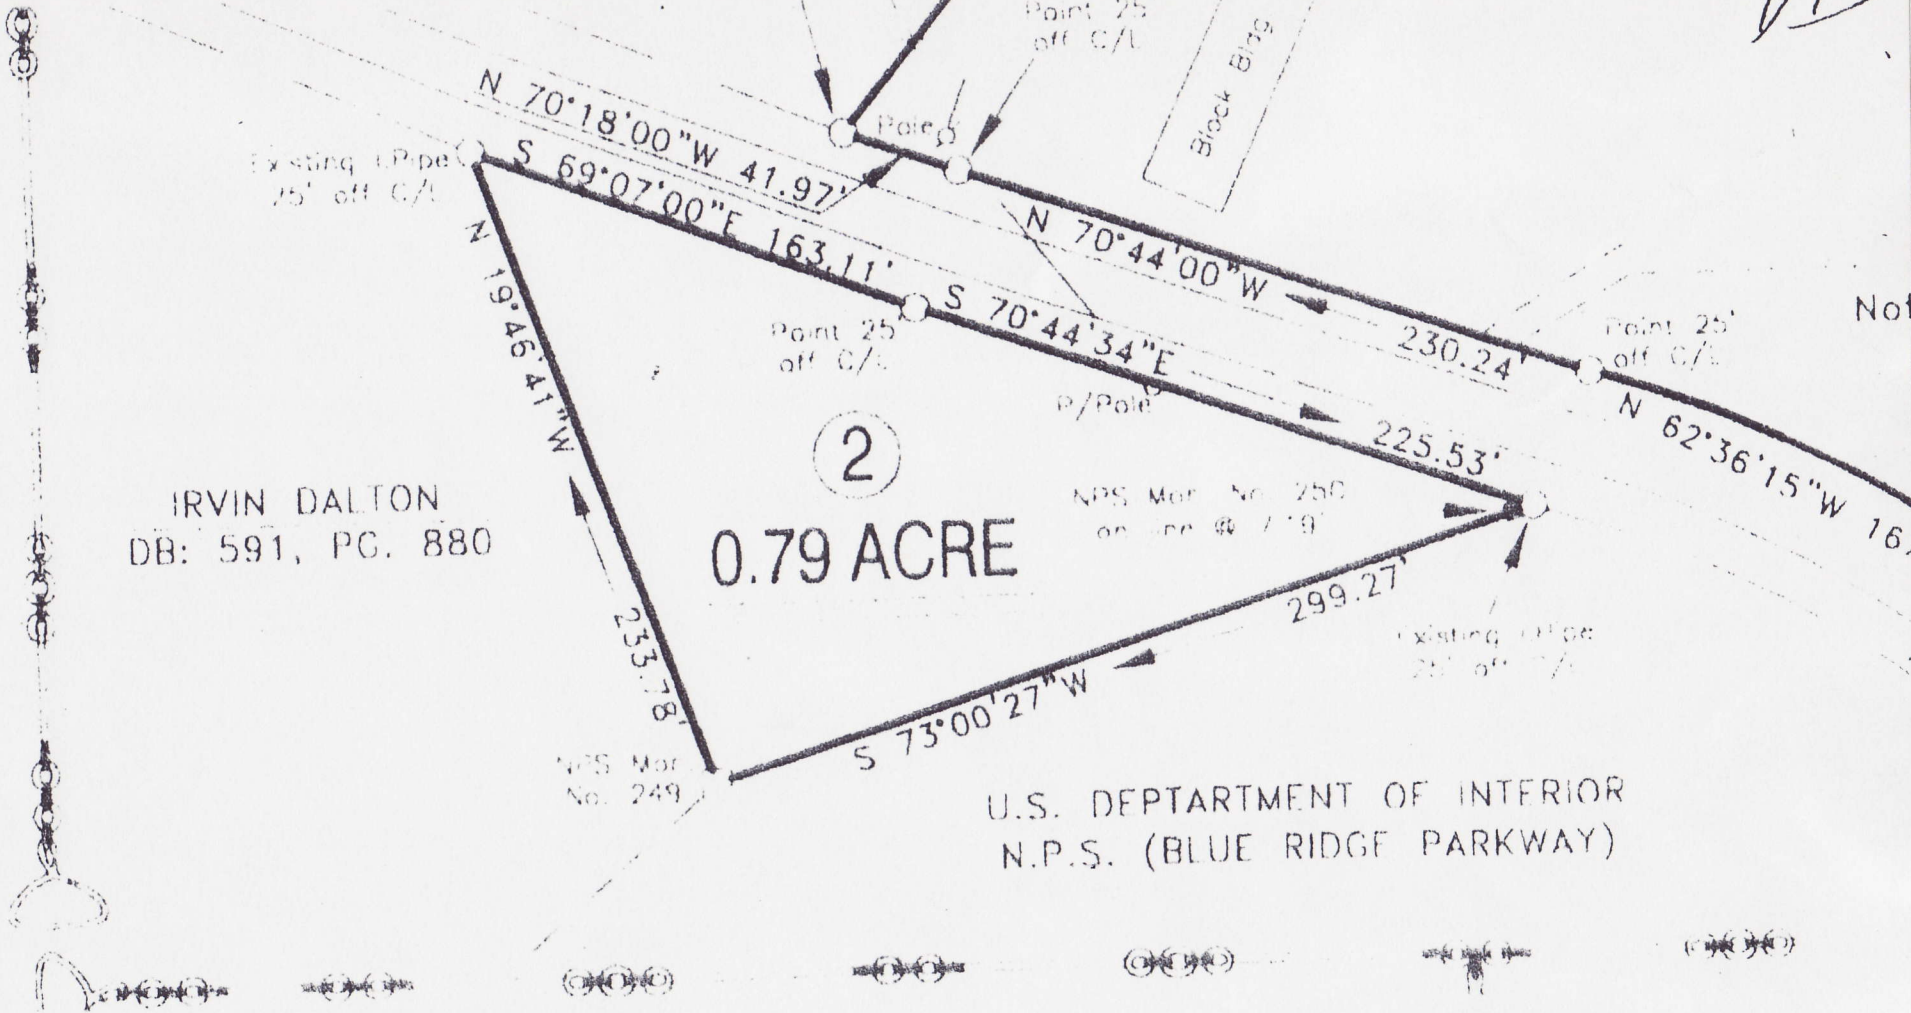 Point 25
off C/L
Block Bldg
N 70°18'00"W 41.97'
Pole
Existing I.Pipe
25' off C/L
S 69°07'00"E 163.11'
N 70°44'00"W
230.24'
N 19°46'41"W
233.78'
Point 25'
off C/L
S 70°44'34"E
225.53'
P/Pole
Point 25'
off C/L
N 62°36'15"W
2
0.79 ACRE
NPS Mon. No. 250
on line @
IRVIN DALTON
DB: 591, PG. 880
299.27'
S 73°00'27"W
Existing I.Pipe
25' off C/L
NPS Mon.
No. 249
U.S. DEPTARTMENT OF INTERIOR
N.P.S. (BLUE RIDGE PARKWAY)